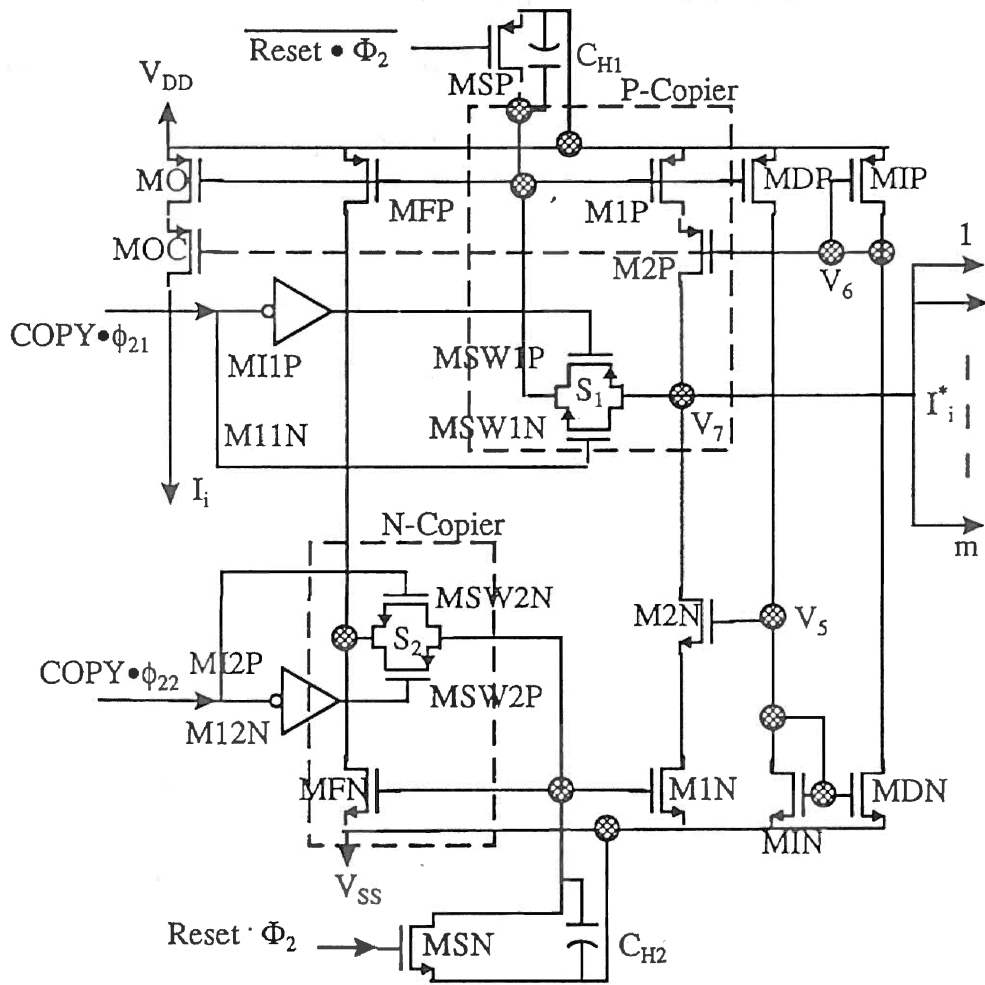 Reset • Φ2
CH1
MSP
VDD
P-Copier
MO
MFP
M1P
MDP
MIP
MOC
M2P
V6
1
COPY•ϕ21
MI1P
MSW1P
S1
V7
I*i
MSW1N
M11N
Ii
m
N-Copier
MSW2N
M2N
V5
S2
COPY•ϕ22
MI2P
MSW2P
M12N
MFN
M1N
MDN
MIN
VSS
Reset · Φ2
MSN
CH2